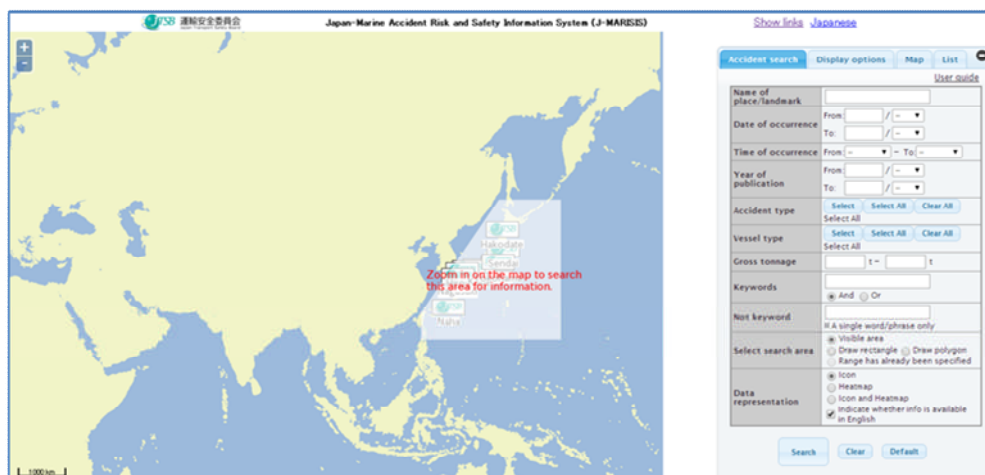 JTSB 運輸安全委員会
Japan Transport Safety Board
Japan-Marine Accident Risk and Safety Information System (J-MARISIS)
Show links Japanese
+
−
Hakodate
Sendai
Zoom in on the map to search
this area for information.
Naha
1000 km
Accident search Display options Map List
User guide
Name of
place/landmark
Date of occurrence From: / -
To: / -
Time of occurrence From: - - To: -
Year of
publication From: / -
To: / -
Accident type Select Select All Clear All
Select All
Vessel type Select Select All Clear All
Select All
Gross tonnage t - t
Keywords
And Or
Not keyword
※A single word/phrase only
Select search area Visible area
Draw rectangle Draw polygon
Range has already been specified
Data
representation Icon
Heatmap
Icon and Heatmap
Indicate whether info is available
in English
Search Clear Default